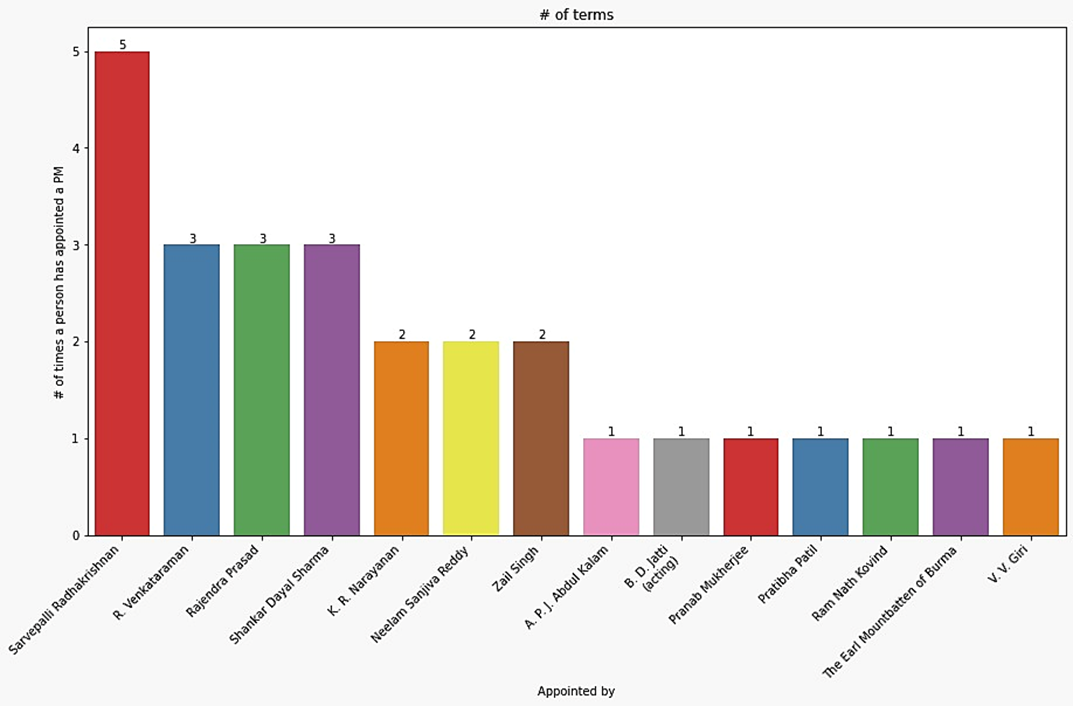 # of terms
# of times a person has appointed a PM
5
4
3
2
1
0
5
3
3
3
2
2
2
1
1
1
1
1
1
1
Sarvepalli Radhakrishnan
R. Venkataraman
Rajendra Prasad
Shankar Dayal Sharma
K. R. Narayanan
Neelam Sanjiva Reddy
Zail Singh
A. P. J. Abdul Kalam
B. D. Jatti
(acting)
Pranab Mukherjee
Pratibha Patil
Ram Nath Kovind
The Earl Mountbatten of Burma
V. V. Giri
Appointed by